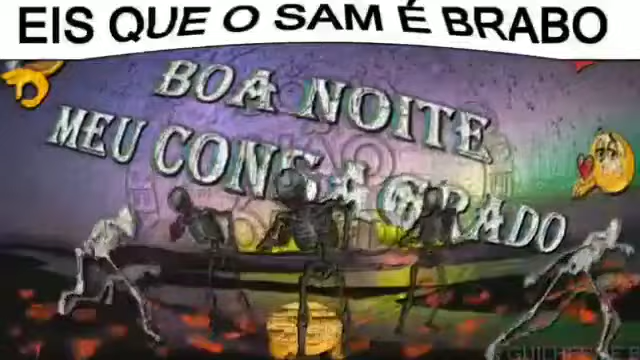 EIS QUE O SAM É BRABO
BOA NOITE
MEU CONSAGRADO